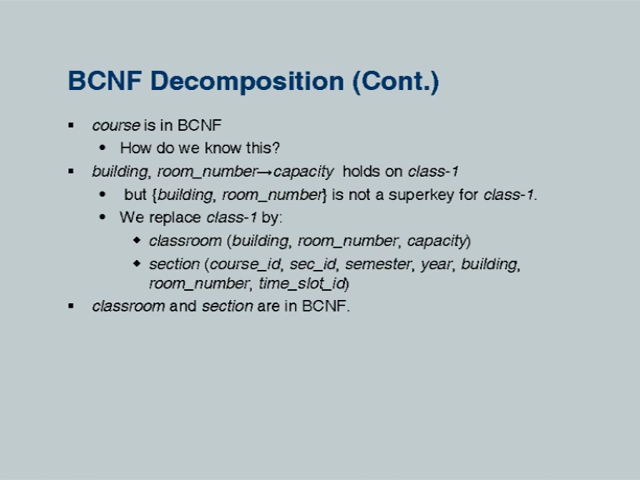 BCNF Decomposition (Cont.)
▪ course is in BCNF
• How do we know this?
▪ building, room_number→capacity holds on class-1
• but {building, room_number} is not a superkey for class-1.
• We replace class-1 by:
◆ classroom (building, room_number, capacity)
◆ section (course_id, sec_id, semester, year, building,
room_number, time_slot_id)
▪ classroom and section are in BCNF.